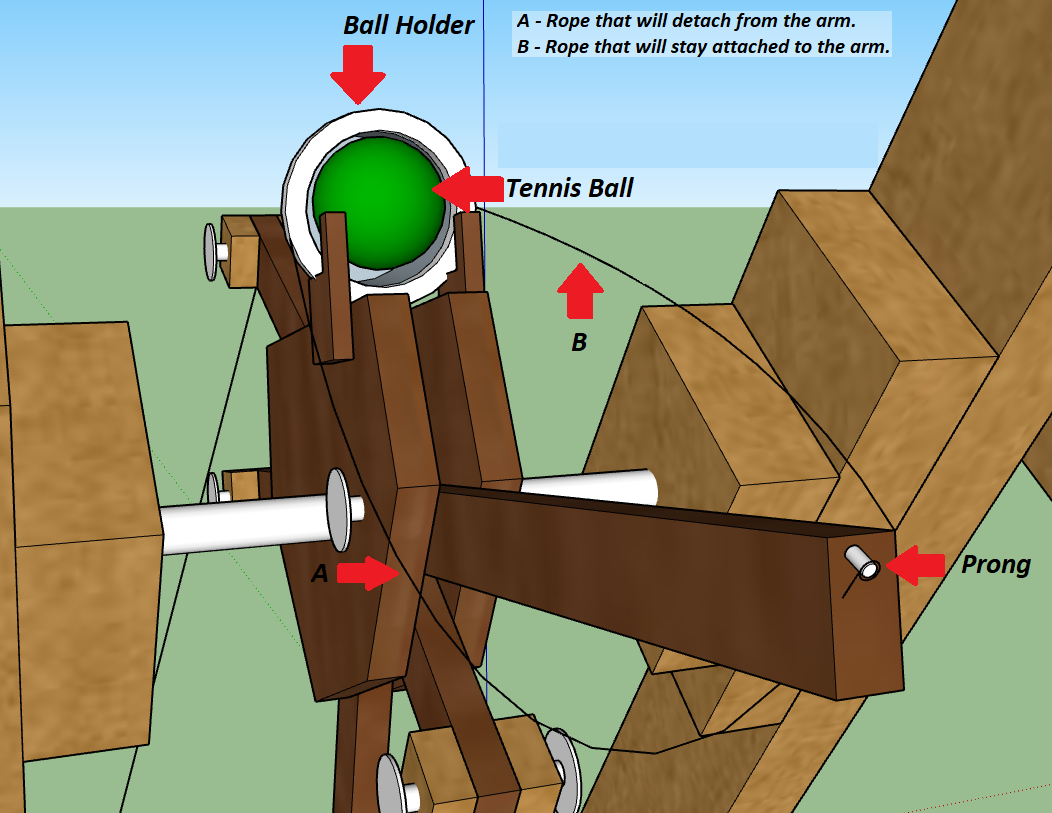 Ball Holder
A - Rope that will detach from the arm.
B - Rope that will stay attached to the arm.
Tennis Ball
B
A
Prong